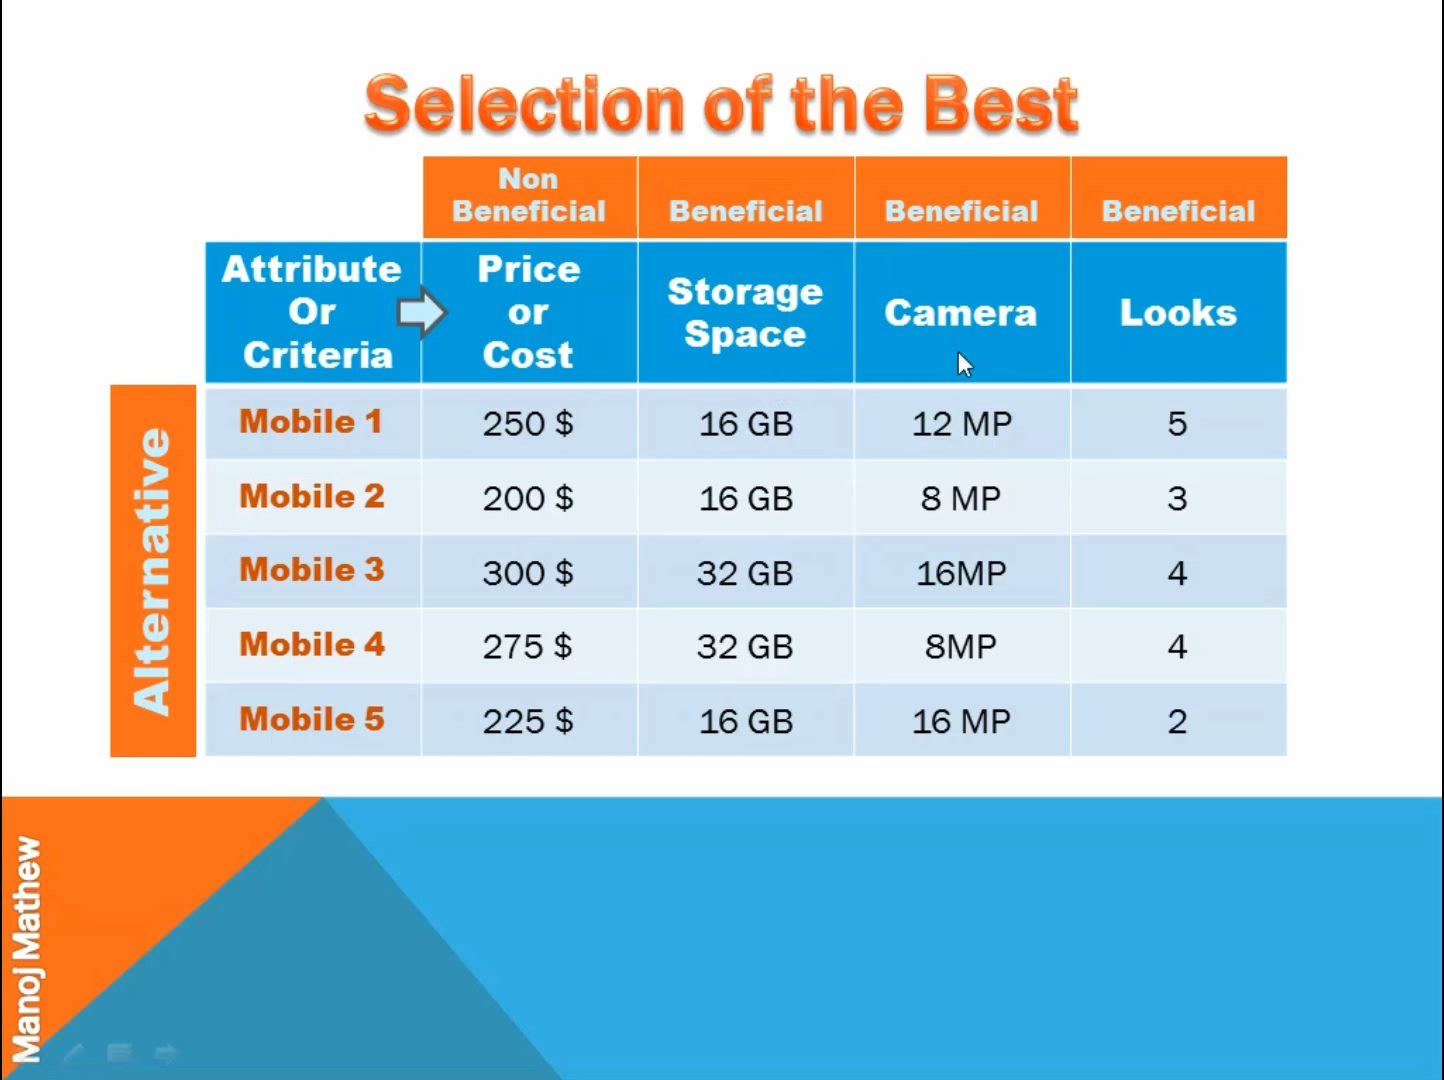 Selection of the Best
Non
Beneficial
Beneficial
Beneficial
Beneficial
Attribute
Or
Criteria
Price
or
Cost
Storage
Space
Camera
Looks
Alternative
Mobile 1
250 $
16 GB
12 MP
5
Mobile 2
200 $
16 GB
8 MP
3
Mobile 3
300 $
32 GB
16MP
4
Mobile 4
275 $
32 GB
8MP
4
Mobile 5
225 $
16 GB
16 MP
2
Manoj Mathew